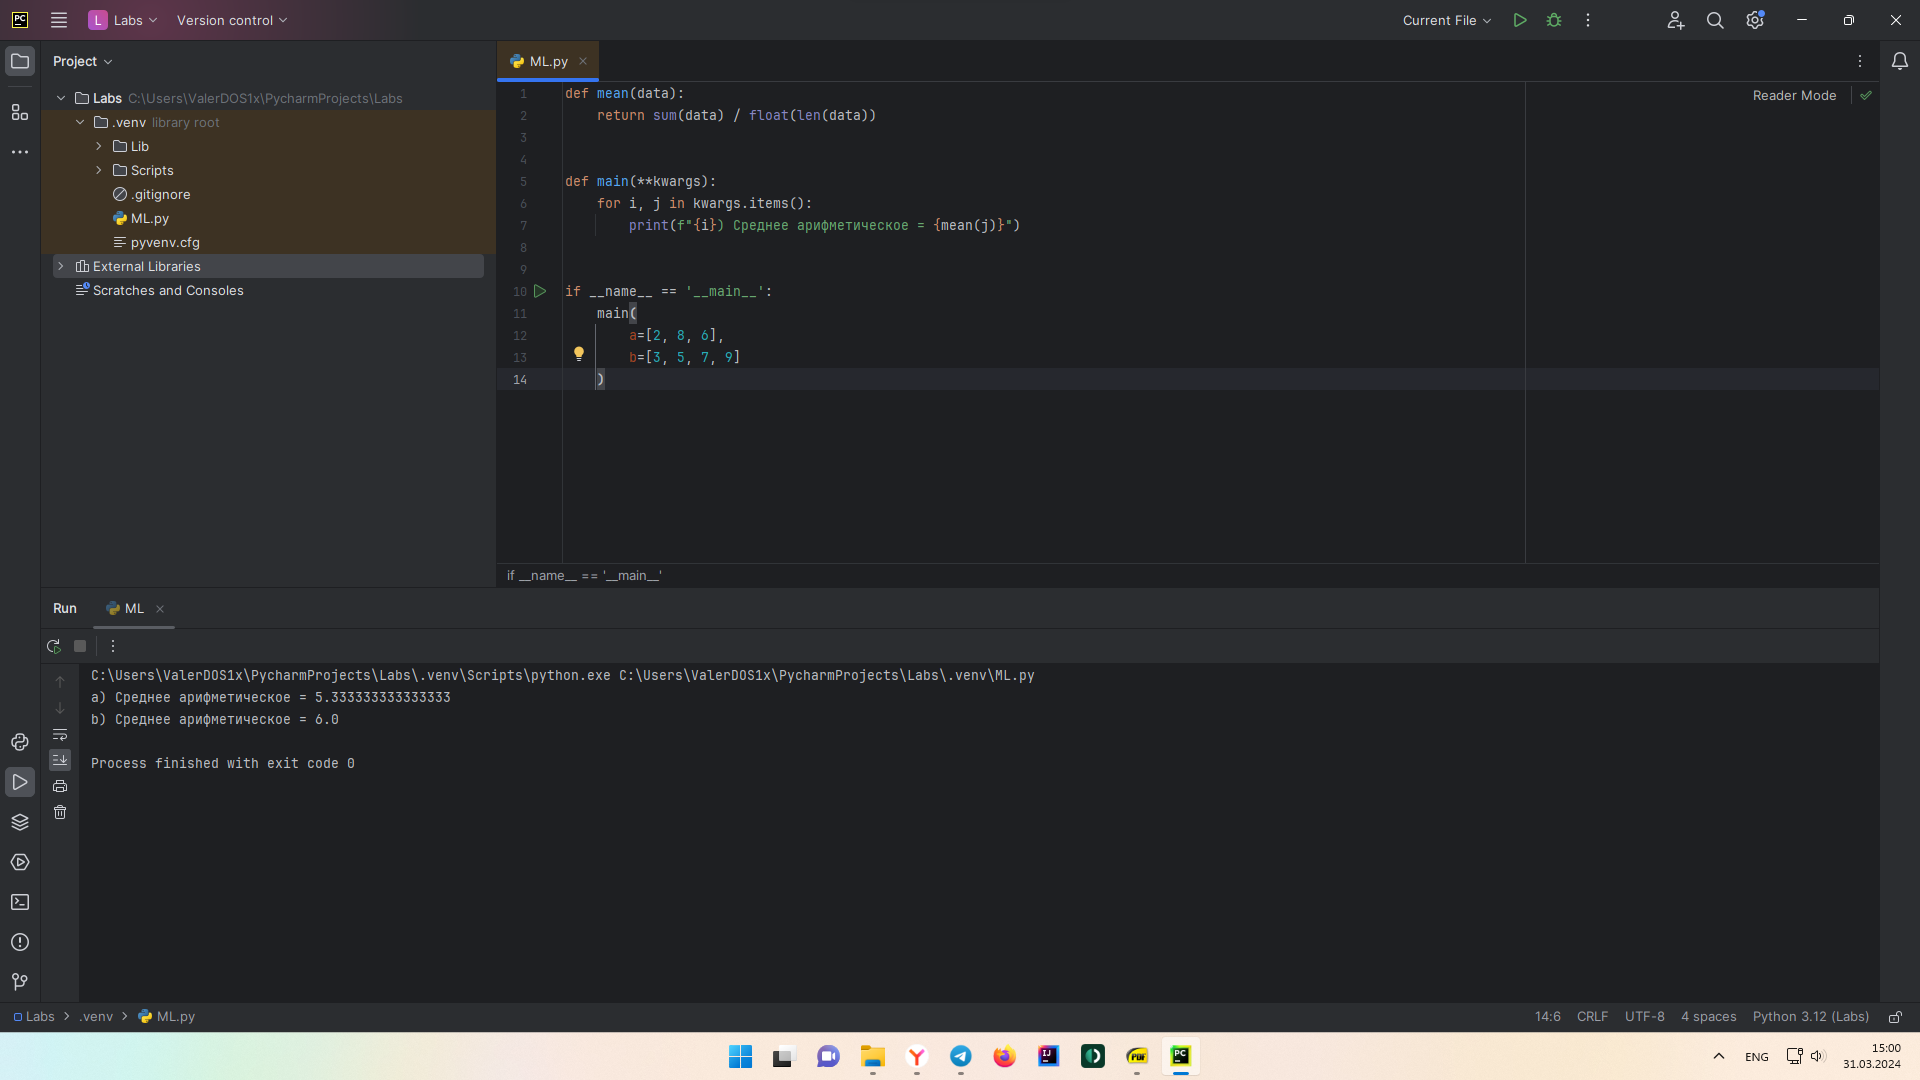 PC
L Labs Version control
Current File
Project
Labs C:\Users\ValerDOS1x\PycharmProjects\Labs
.venv library root
Lib
Scripts
.gitignore
ML.py
pyvenv.cfg
External Libraries
Scratches and Consoles
ML.py
Reader Mode
1 def mean(data):
2     return sum(data) / float(len(data))
3
4
5 def main(**kwargs):
6     for i, j in kwargs.items():
7         print(f"{i}) Среднее арифметическое = {mean(j)}")
8
9
10 if __name__ == '__main__':
11     main(
12         a=[2, 8, 6],
13         b=[3, 5, 7, 9]
14     )
if __name__ == '__main__'
Run ML
C:\Users\ValerDOS1x\PycharmProjects\Labs\.venv\Scripts\python.exe C:\Users\ValerDOS1x\PycharmProjects\Labs\.venv\ML.py
a) Среднее арифметическое = 5.333333333333333
b) Среднее арифметическое = 6.0
Process finished with exit code 0
Labs > .venv > ML.py
14:6 CRLF UTF-8 4 spaces Python 3.12 (Labs)
IJ
PDF
PC
ENG
15:00
31.03.2024